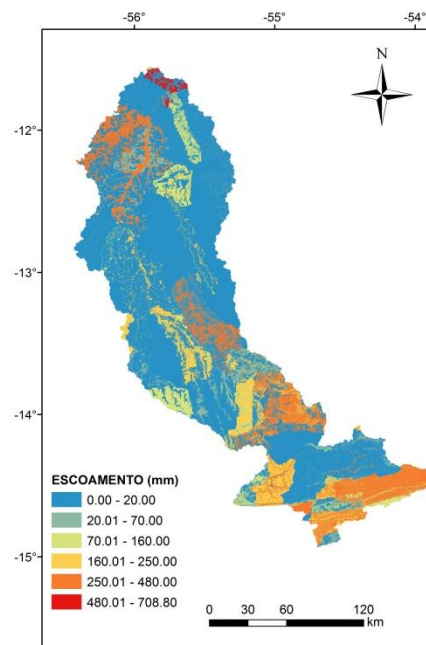 -56° -55° -54°
N
-12°
-13°
-14°
-15°
ESCOAMENTO (mm)
0.00 - 20.00
20.01 - 70.00
70.01 - 160.00
160.01 - 250.00
250.01 - 480.00
480.01 - 708.80
0 30 60 120
km